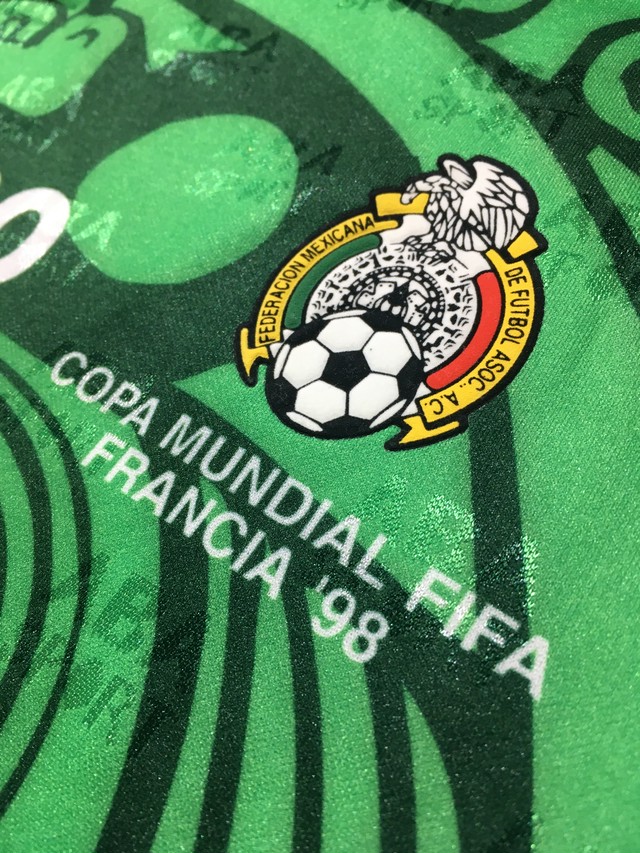 O
FEDERACION MEXICANA
DE FUTBOL ASOC. A.C.
COPA MUNDIAL FIFA
FRANCIA '98